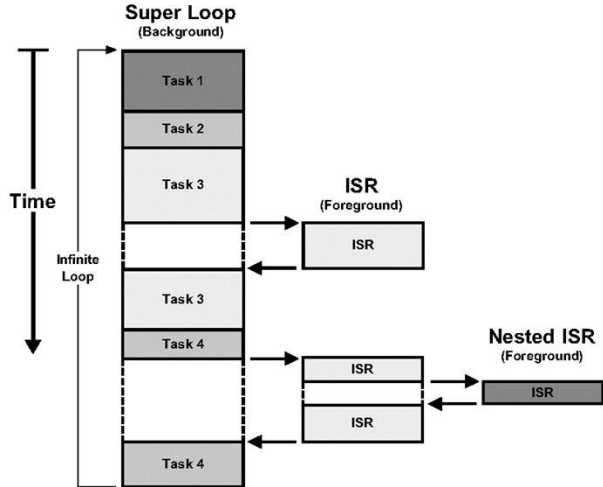 Super Loop
(Background)
Task 1
Task 2
Task 3
Time
ISR
(Foreground)
ISR
Infinite
Loop
Task 3
Task 4
Nested ISR
(Foreground)
ISR
ISR
ISR
Task 4